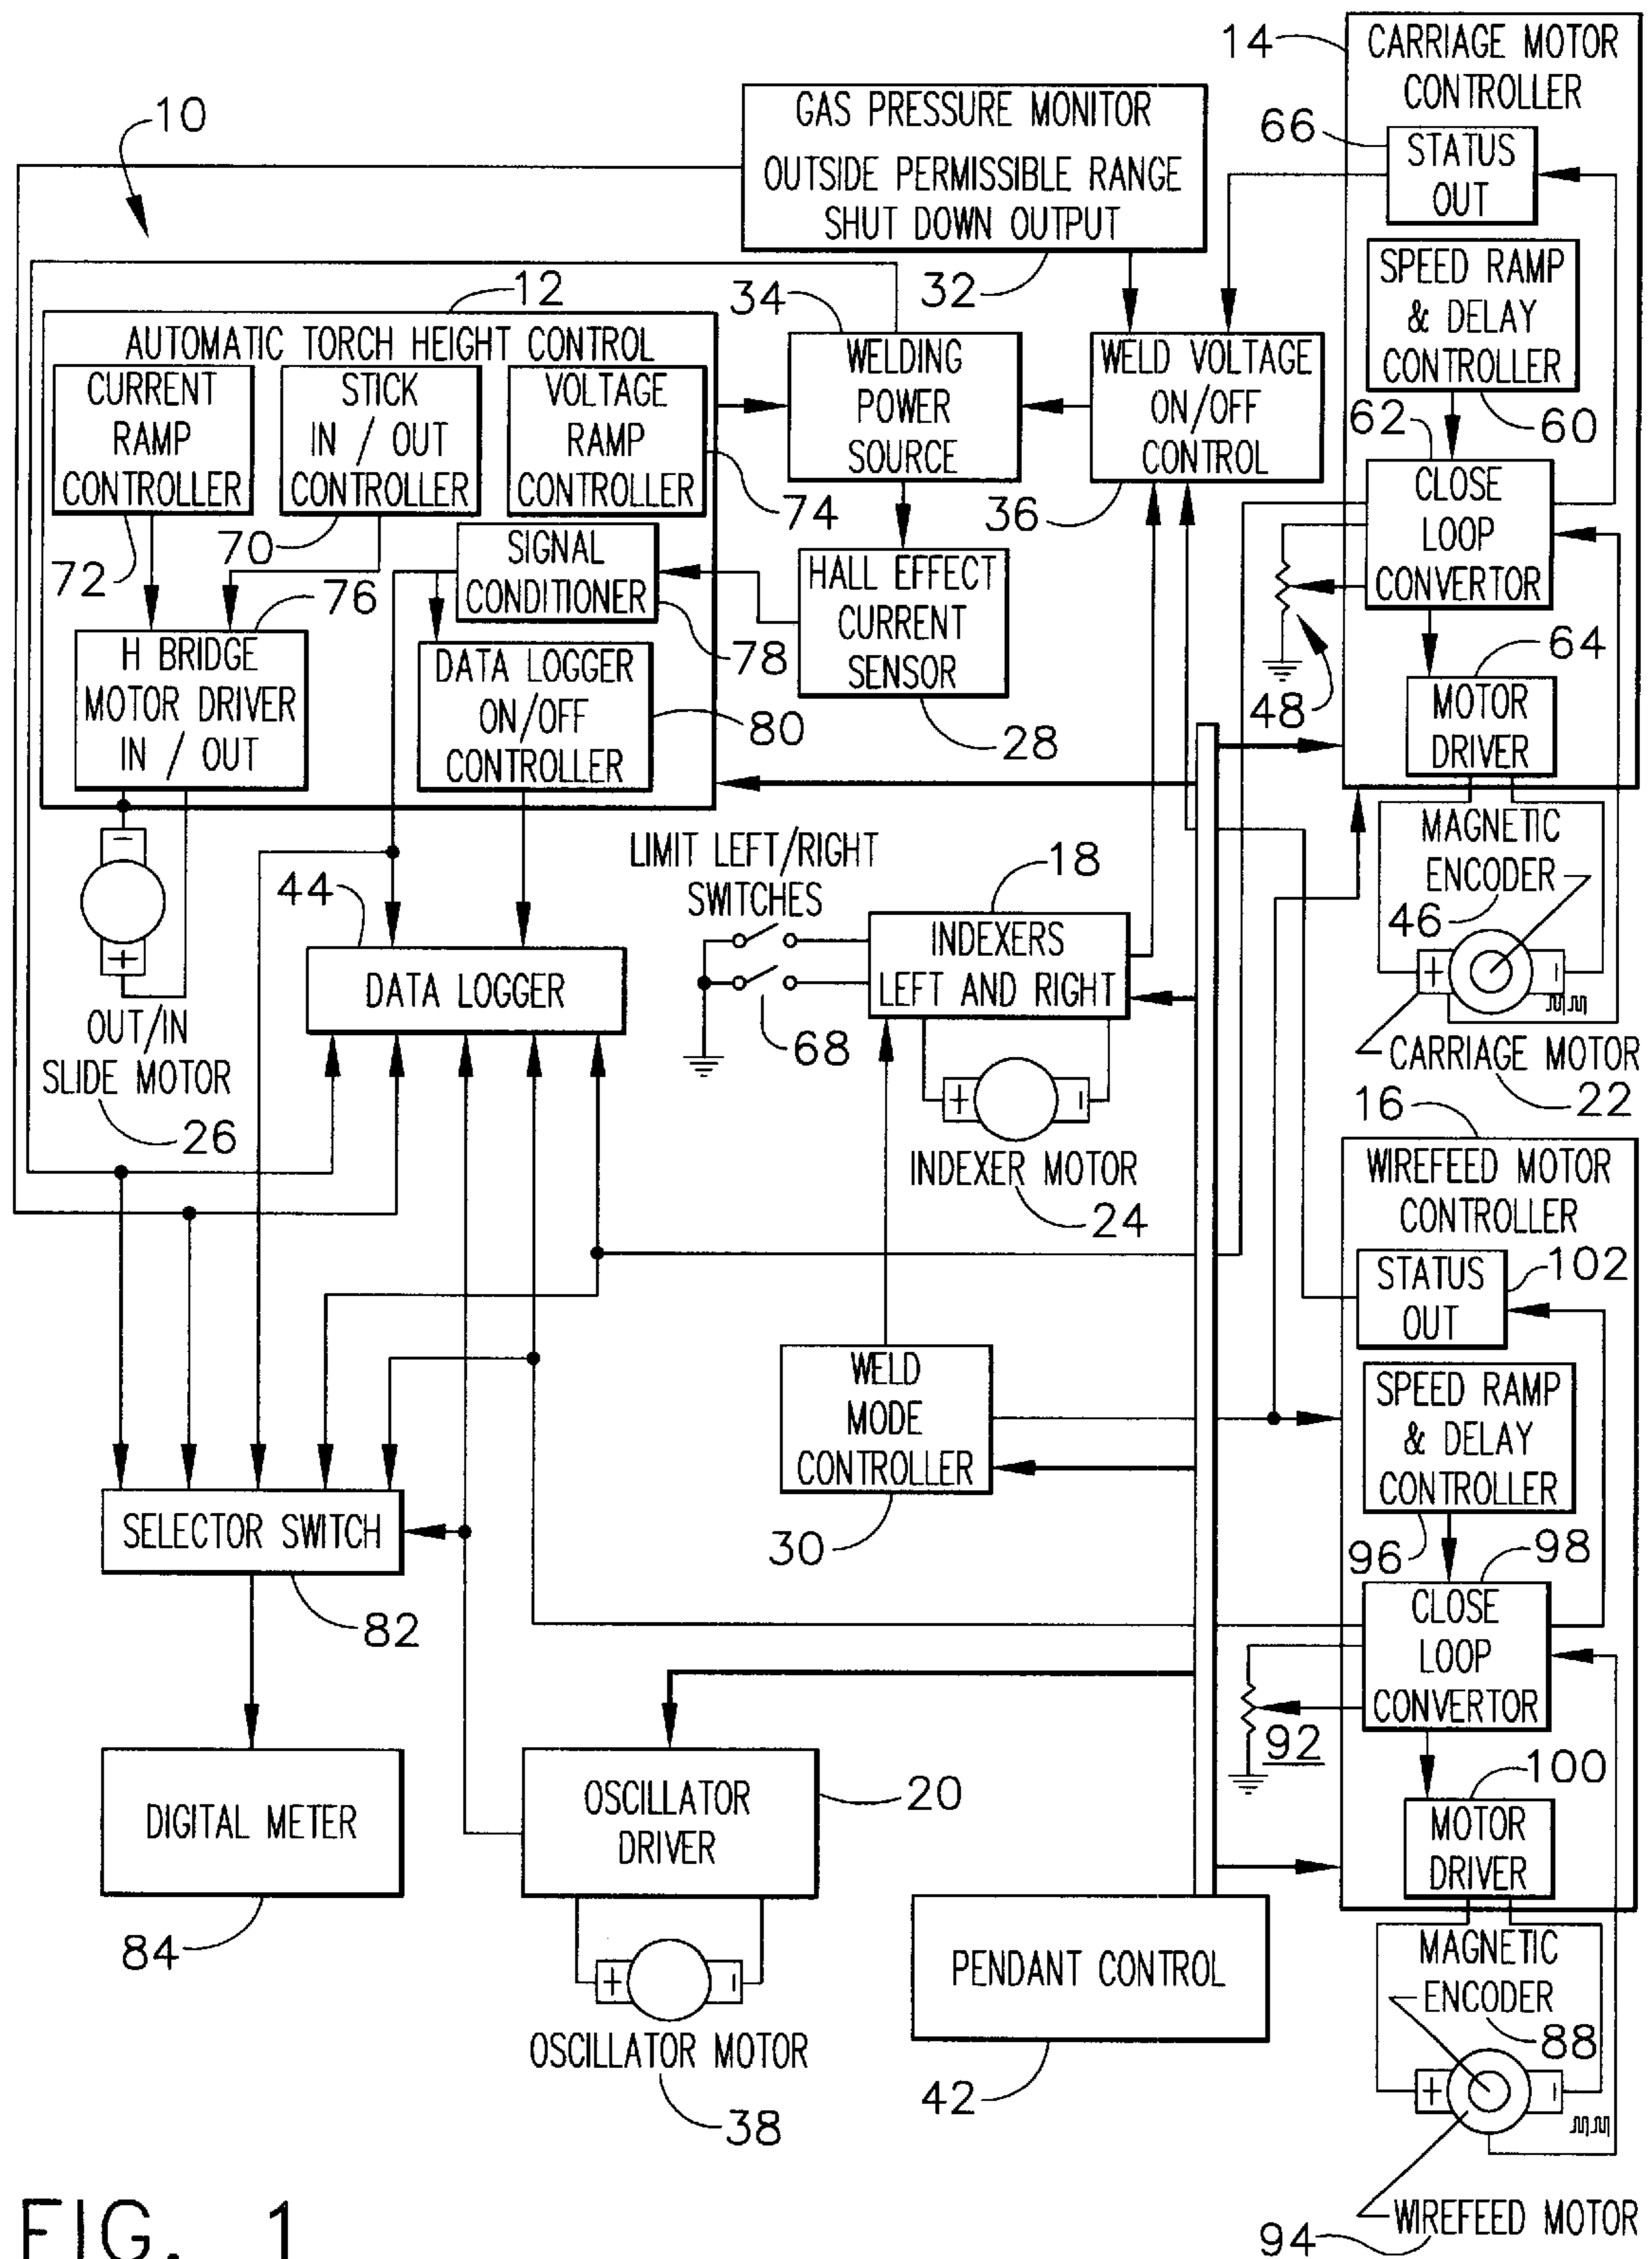 14
CARRIAGE MOTOR
CONTROLLER
10
GAS PRESSURE MONITOR
OUTSIDE PERMISSIBLE RANGE
SHUT DOWN OUTPUT
66
STATUS
OUT
SPEED RAMP
& DELAY
CONTROLLER
12
34
32
AUTOMATIC TORCH HEIGHT CONTROL
CURRENT
RAMP
CONTROLLER
STICK
IN / OUT
CONTROLLER
VOLTAGE
RAMP
CONTROLLER
WELDING
POWER
SOURCE
WELD VOLTAGE
ON/OFF
CONTROL
62
60
CLOSE
LOOP
CONVERTOR
72
70
74
36
SIGNAL
CONDITIONER
HALL EFFECT
CURRENT
SENSOR
76
78
H BRIDGE
MOTOR DRIVER
IN / OUT
DATA LOGGER
ON/OFF
CONTROLLER
80
28
48
64
MOTOR
DRIVER
MAGNETIC
ENCODER
46
LIMIT LEFT/RIGHT
SWITCHES
18
44
−
+
INDEXERS
LEFT AND RIGHT
DATA LOGGER
+
−
OUT/IN
SLIDE MOTOR
26
68
+
−
CARRIAGE MOTOR
22
INDEXER MOTOR
24
16
WIREFEED MOTOR
CONTROLLER
102
STATUS
OUT
WELD
MODE
CONTROLLER
SPEED RAMP
& DELAY
CONTROLLER
SELECTOR SWITCH
30
96
98
82
CLOSE
LOOP
CONVERTOR
92
DIGITAL METER
OSCILLATOR
DRIVER
20
100
MOTOR
DRIVER
84
PENDANT CONTROL
MAGNETIC
ENCODER
88
+
−
OSCILLATOR MOTOR
42
+
−
38
WIREFEED MOTOR
94
FIG. 1